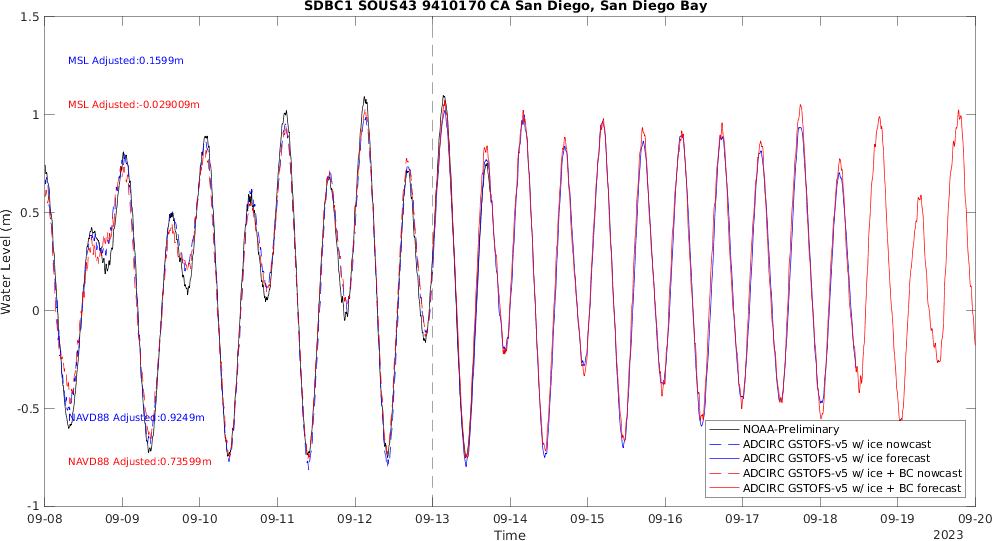 SDBC1 SOUS43 9410170 CA San Diego, San Diego Bay
1.5
1
0.5
0
-0.5
-1
Water Level (m)
MSL Adjusted:0.1599m
MSL Adjusted:-0.029009m
NAVD88 Adjusted:0.9249m
NAVD88 Adjusted:0.73599m
NOAA-Preliminary
ADCIRC GSTOFS-v5 w/ ice nowcast
ADCIRC GSTOFS-v5 w/ ice forecast
ADCIRC GSTOFS-v5 w/ ice + BC nowcast
ADCIRC GSTOFS-v5 w/ ice + BC forecast
09-08 09-09 09-10 09-11 09-12 09-13 09-14 09-15 09-16 09-17 09-18 09-19 09-20
Time
2023